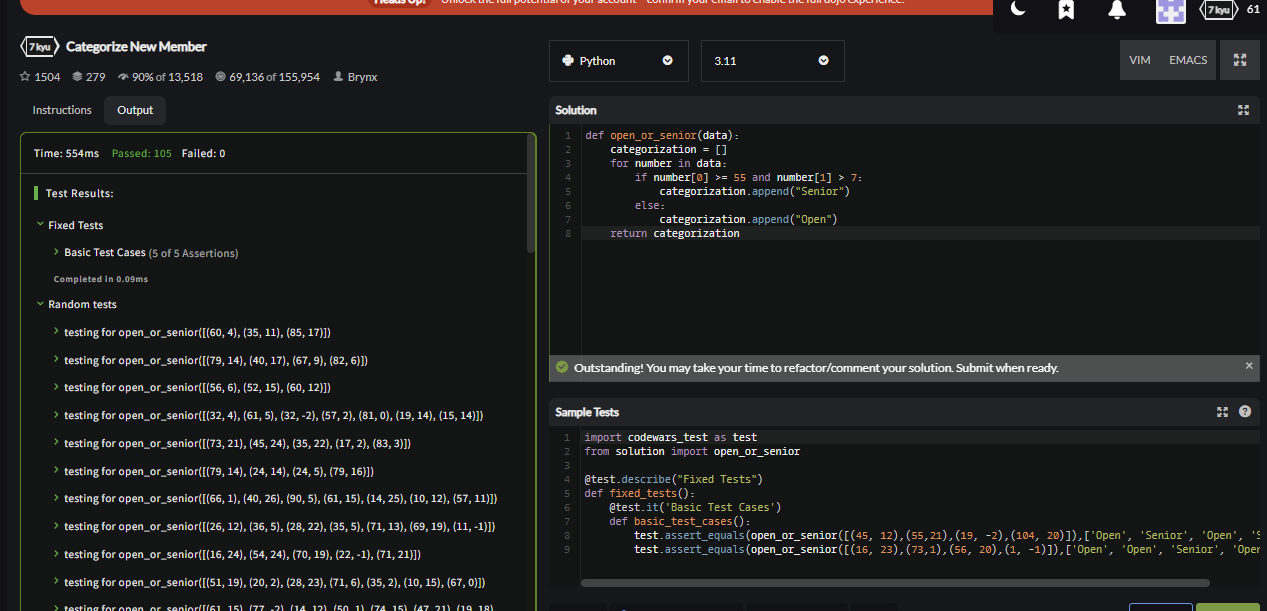 Heads Up! Unlock the full potential of your account - confirm your email to enable the full dojo experience.
7 kyu 61
7 kyu Categorize New Member
1504 279 90% of 13,518 69,136 of 155,954 Brynx
Instructions Output
Time: 554ms Passed: 105 Failed: 0
Test Results:
Fixed Tests
Basic Test Cases (5 of 5 Assertions)
Completed in 0.09ms
Random tests
testing for open_or_senior([(60, 4), (35, 11), (85, 17)])
testing for open_or_senior([(79, 14), (40, 17), (67, 9), (82, 6)])
testing for open_or_senior([(56, 6), (52, 15), (60, 12)])
testing for open_or_senior([(32, 4), (61, 5), (32, -2), (57, 2), (81, 0), (19, 14), (15, 14)])
testing for open_or_senior([(73, 21), (45, 24), (35, 22), (17, 2), (83, 3)])
testing for open_or_senior([(79, 14), (24, 14), (24, 5), (79, 16)])
testing for open_or_senior([(66, 1), (40, 26), (90, 5), (61, 15), (14, 25), (10, 12), (57, 11)])
testing for open_or_senior([(26, 12), (36, 5), (28, 22), (35, 5), (71, 13), (69, 19), (11, -1)])
testing for open_or_senior([(16, 24), (54, 24), (70, 19), (22, -1), (71, 21)])
testing for open_or_senior([(51, 19), (20, 2), (28, 23), (71, 6), (35, 2), (10, 15), (67, 0)])
testing for open_or_senior([(61, 15), (77, -2), (14, 12), (50, 1), (74, 15), (47, 21), (19, 18)
Python 3.11 VIM EMACS
Solution
1 def open_or_senior(data):
2 categorization = []
3 for number in data:
4 if number[0] >= 55 and number[1] > 7:
5 categorization.append("Senior")
6 else:
7 categorization.append("Open")
8 return categorization
Outstanding! You may take your time to refactor/comment your solution. Submit when ready. ×
Sample Tests ?
1 import codewars_test as test
2 from solution import open_or_senior
3
4 @test.describe("Fixed Tests")
5 def fixed_tests():
6 @test.it('Basic Test Cases')
7 def basic_test_cases():
8 test.assert_equals(open_or_senior([(45, 12),(55,21),(19, -2),(104, 20)]),['Open', 'Senior', 'Open', 'S
9 test.assert_equals(open_or_senior([(16, 23),(73,1),(56, 20),(1, -1)]),['Open', 'Open', 'Senior', 'Open